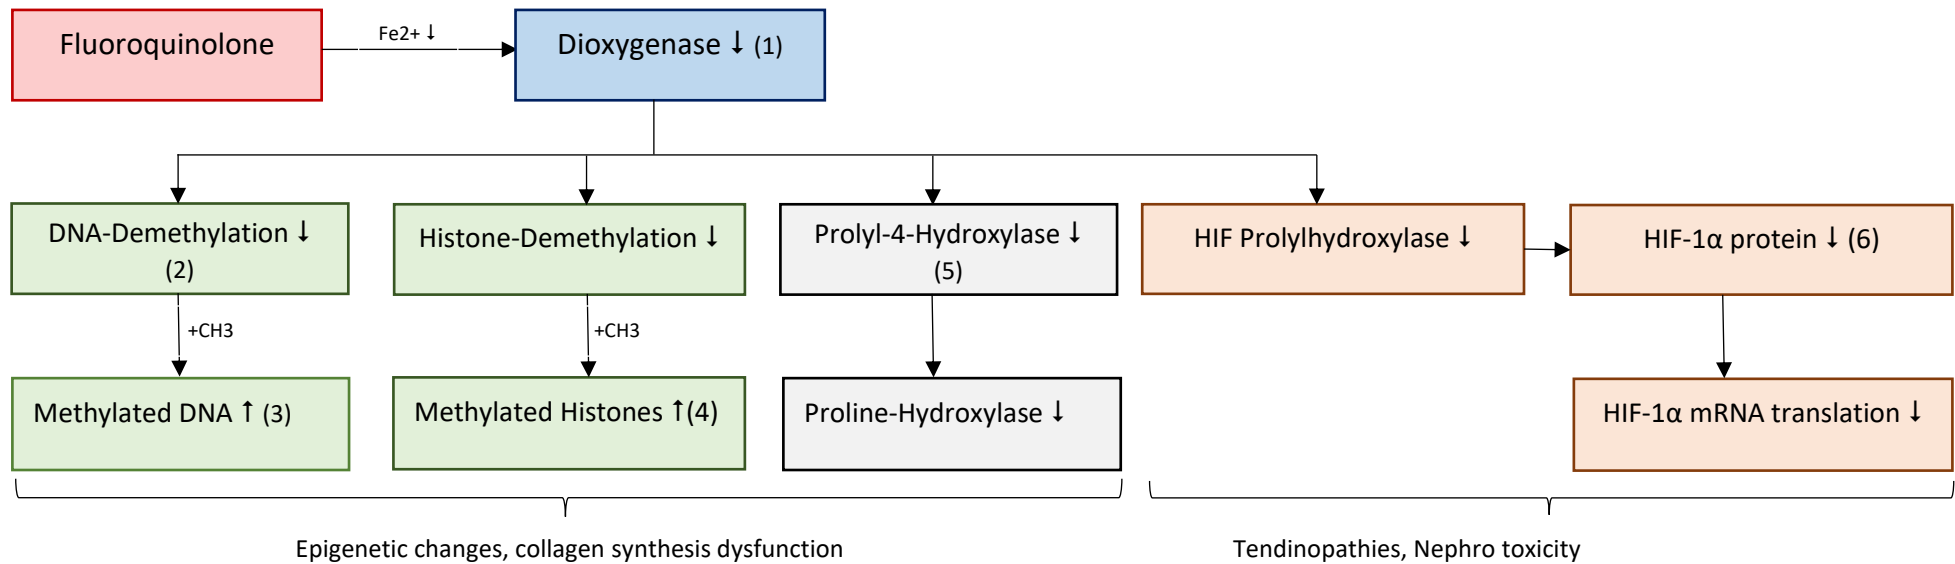 Fluoroquinolone
Fe2+ ↓
Dioxygenase ↓ (1)
DNA-Demethylation ↓
(2)
Histone-Demethylation ↓
Prolyl-4-Hydroxylase ↓
(5)
HIF Prolylhydroxylase ↓
HIF-1α protein ↓ (6)
+CH3
+CH3
Methylated DNA ↑ (3)
Methylated Histones ↑(4)
Proline-Hydroxylase ↓
HIF-1α mRNA translation ↓
Epigenetic changes, collagen synthesis dysfunction
Tendinopathies, Nephro toxicity